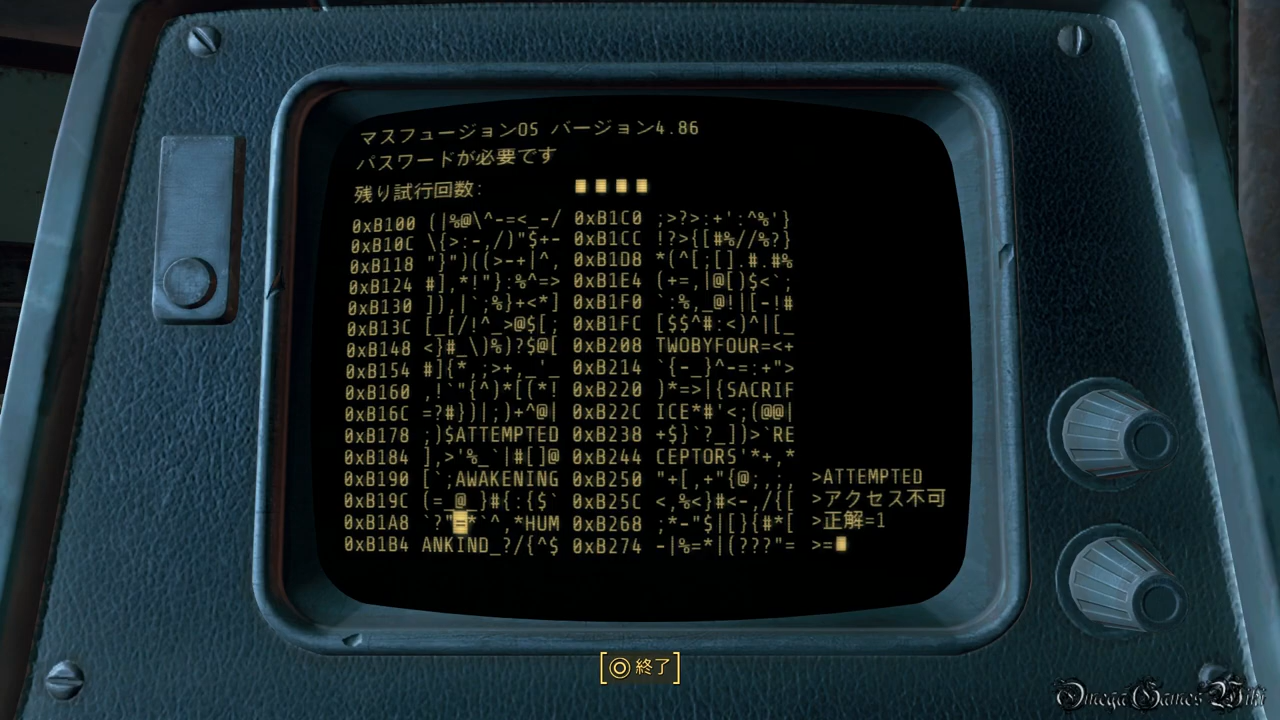 マスフュージョンOS バージョン4.86
パスワードが必要です
残り試行回数:
0xB100 (|%@\^-=<_-/ 0xB1C0 ;>?>:+':^%'}
0xB10C \{>:-,/)"$+- 0xB1CC !?>{[#%//%?}
0xB118 "}")((>-+|^, 0xB1D8 *(^[;[].#.#%
0xB124 #],*!"}:%^=> 0xB1E4 (+=,|@[)$<`;
0xB130 ]),|`;%}+<*] 0xB1F0 `:%,_@!|[-!#
0xB13C [_[/!^_>@$[; 0xB1FC [$$^#:<)^|[_
0xB148 <}#_\)%)?$@[ 0xB208 TWOBYFOUR=<+
0xB154 #]{*,;>+,_'_ 0xB214 `{-_}^-=:+">
0xB160 ,!`"{^)*[(*! 0xB220 )*=>|{SACRIF
0xB16C =?#})|;)+^@| 0xB22C ICE*#'<;(@@|
0xB178 ;)$ATTEMPTED 0xB238 +$}`?_])>`RE
0xB184 ],>'%_`|#[]@ 0xB244 CEPTORS'*+,*
0xB190 [`;AWAKENING 0xB250 "+[,+"{@;,:, >ATTEMPTED
0xB19C (=_@_}#{:{$` 0xB25C <,%<}#<-,/{[ >アクセス不可
0xB1A8 `?"=*`^,*HUM 0xB268 ;*-"$|[}{#*[ >正解=1
0xB1B4 ANKIND_?/{^$ 0xB274 -|%=*|(???"= >=
[◎終了]
Omega Games Wiki